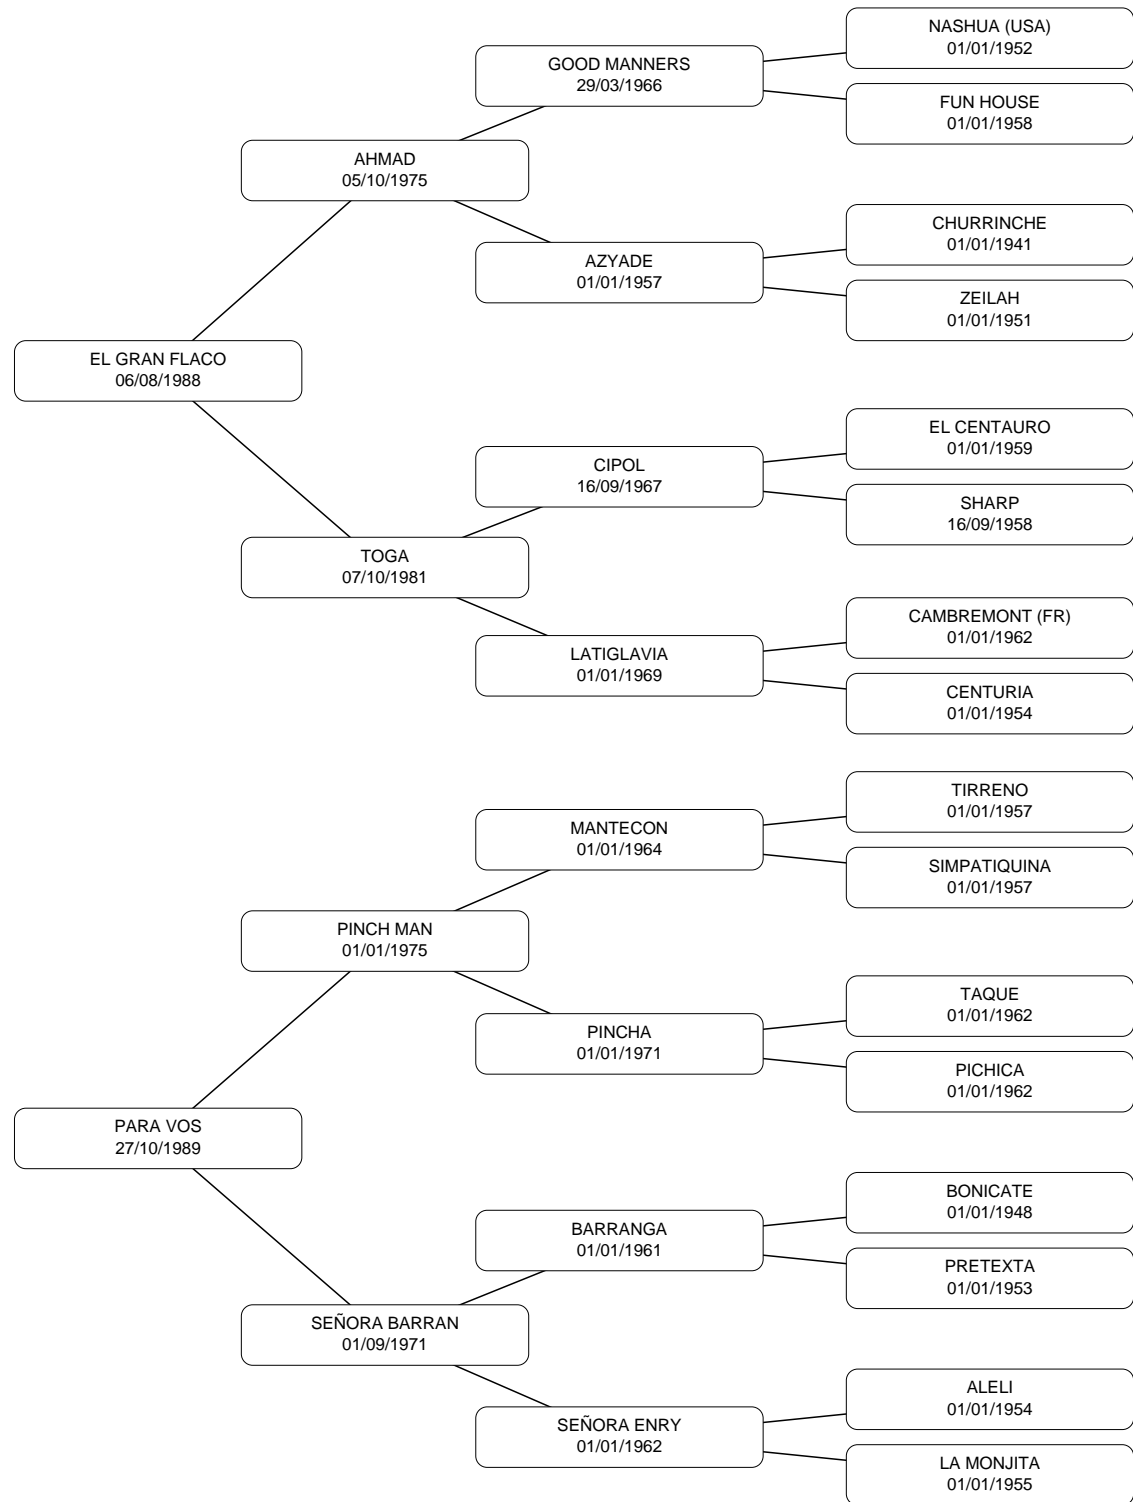 NASHUA (USA)
01/01/1952
GOOD MANNERS
29/03/1966
FUN HOUSE
01/01/1958
AHMAD
05/10/1975
CHURRINCHE
01/01/1941
AZYADE
01/01/1957
ZEILAH
01/01/1951
EL GRAN FLACO
06/08/1988
EL CENTAURO
01/01/1959
CIPOL
16/09/1967
SHARP
16/09/1958
TOGA
07/10/1981
CAMBREMONT (FR)
01/01/1962
LATIGLAVIA
01/01/1969
CENTURIA
01/01/1954
TIRRENO
01/01/1957
MANTECON
01/01/1964
SIMPATIQUINA
01/01/1957
PINCH MAN
01/01/1975
TAQUE
01/01/1962
PINCHA
01/01/1971
PICHICA
01/01/1962
PARA VOS
27/10/1989
BONICATE
01/01/1948
BARRANGA
01/01/1961
PRETEXTA
01/01/1953
SEÑORA BARRAN
01/09/1971
ALELI
01/01/1954
SEÑORA ENRY
01/01/1962
LA MONJITA
01/01/1955